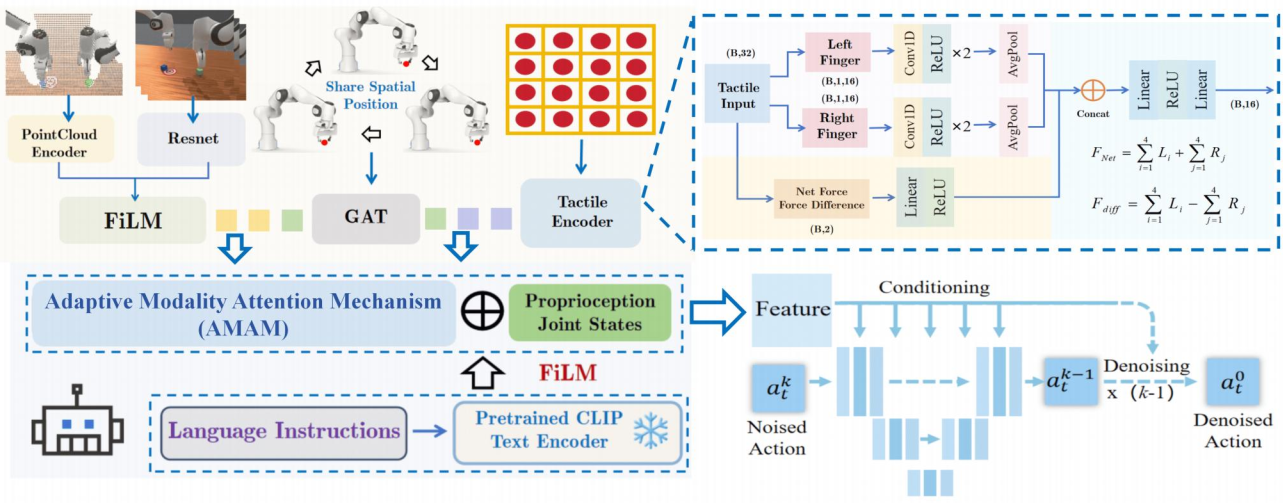 PointCloud
Encoder
Resnet
FiLM
Share Spatial
Position
GAT
Tactile
Encoder
(B,32)
Tactile
Input
Left
Finger
(B,1,16)
(B,1,16)
Right
Finger
Conv1D
ReLU
×2
AvgPool
Conv1D
ReLU
×2
AvgPool
Net Force
Force Difference
(B,2)
Linear
ReLU
Concat
Linear
ReLU
Linear
(B,16)
F_{Net} = \sum_{i=1}^{4} L_i + \sum_{j=1}^{4} R_j
F_{diff} = \sum_{i=1}^{4} L_i - \sum_{j=1}^{4} R_j
Adaptive Modality Attention Mechanism
(AMAM)
Proprioception
Joint States
FiLM
Language Instructions
Pretrained CLIP
Text Encoder
Feature
Conditioning
a_t^k
Noised
Action
a_t^{k-1}
Denoising
x (k-1)
a_t^0
Denoised
Action